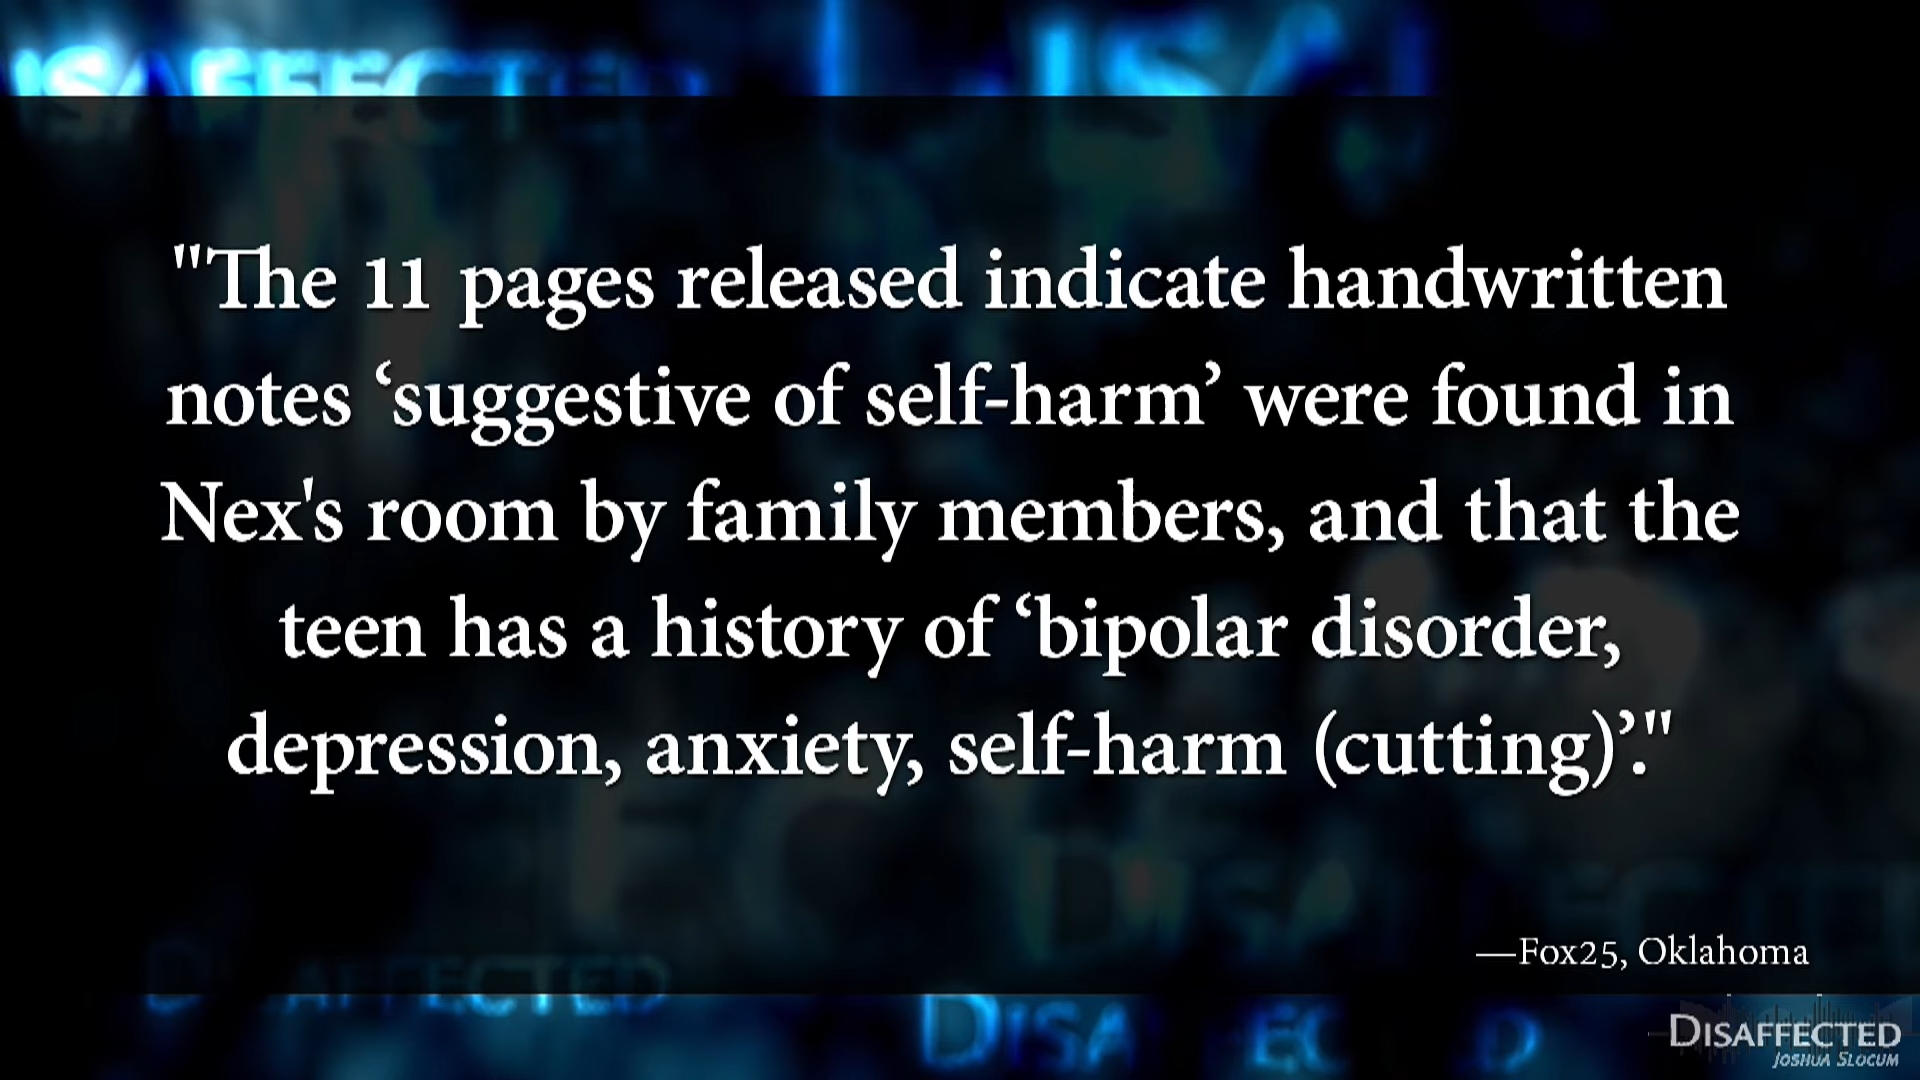 ISAFFECTED
"The 11 pages released indicate handwritten
notes ‘suggestive of self-harm’ were found in
Nex's room by family members, and that the
teen has a history of ‘bipolar disorder,
depression, anxiety, self-harm (cutting)’."
—Fox25, Oklahoma
DISAFFECTED
JOSHUA SLOCUM